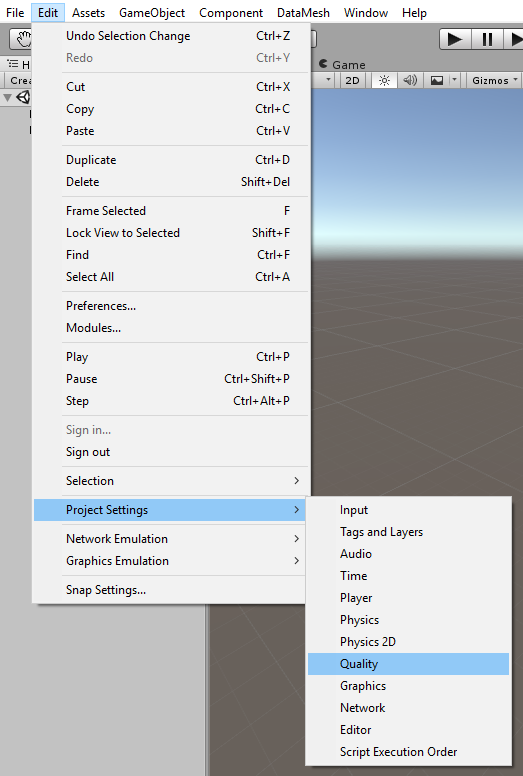 File Edit Assets GameObject Component DataMesh Window Help
Undo Selection Change Ctrl+Z
Redo Ctrl+Y
Cut Ctrl+X
Copy Ctrl+C
Paste Ctrl+V
Duplicate Ctrl+D
Delete Shift+Del
Frame Selected F
Lock View to Selected Shift+F
Find Ctrl+F
Select All Ctrl+A
Preferences...
Modules...
Play Ctrl+P
Pause Ctrl+Shift+P
Step Ctrl+Alt+P
Sign in...
Sign out
Selection
Project Settings
Network Emulation
Graphics Emulation
Snap Settings...
Game
2D Gizmos
Input
Tags and Layers
Audio
Time
Player
Physics
Physics 2D
Quality
Graphics
Network
Editor
Script Execution Order